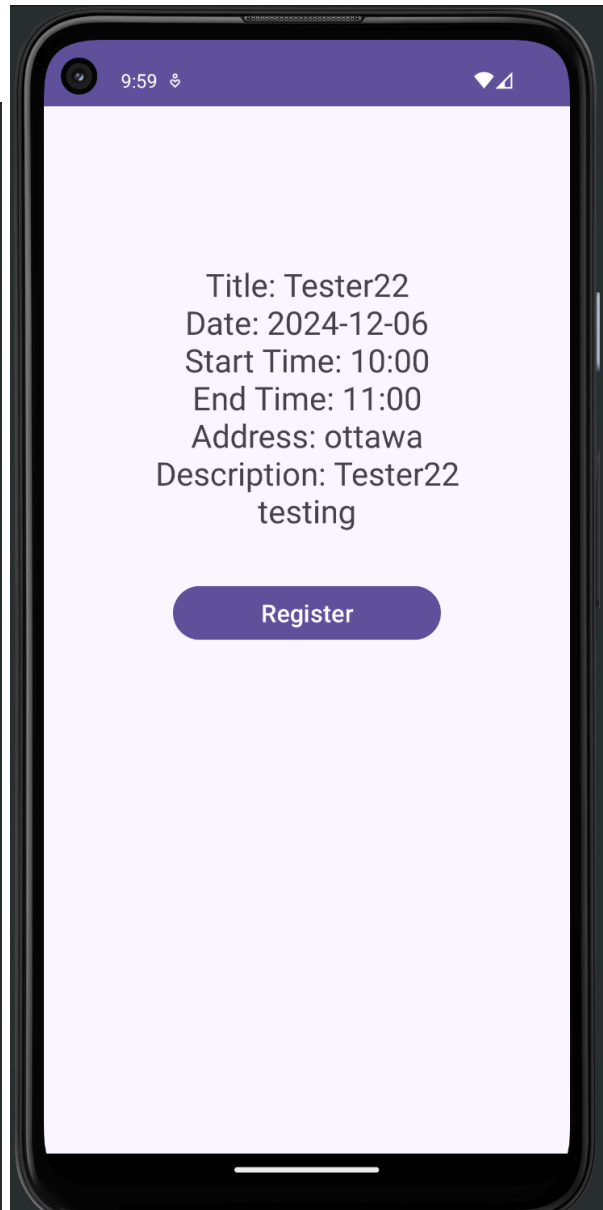 9:59
Title: Tester22
Date: 2024-12-06
Start Time: 10:00
End Time: 11:00
Address: ottawa
Description: Tester22
testing
Register